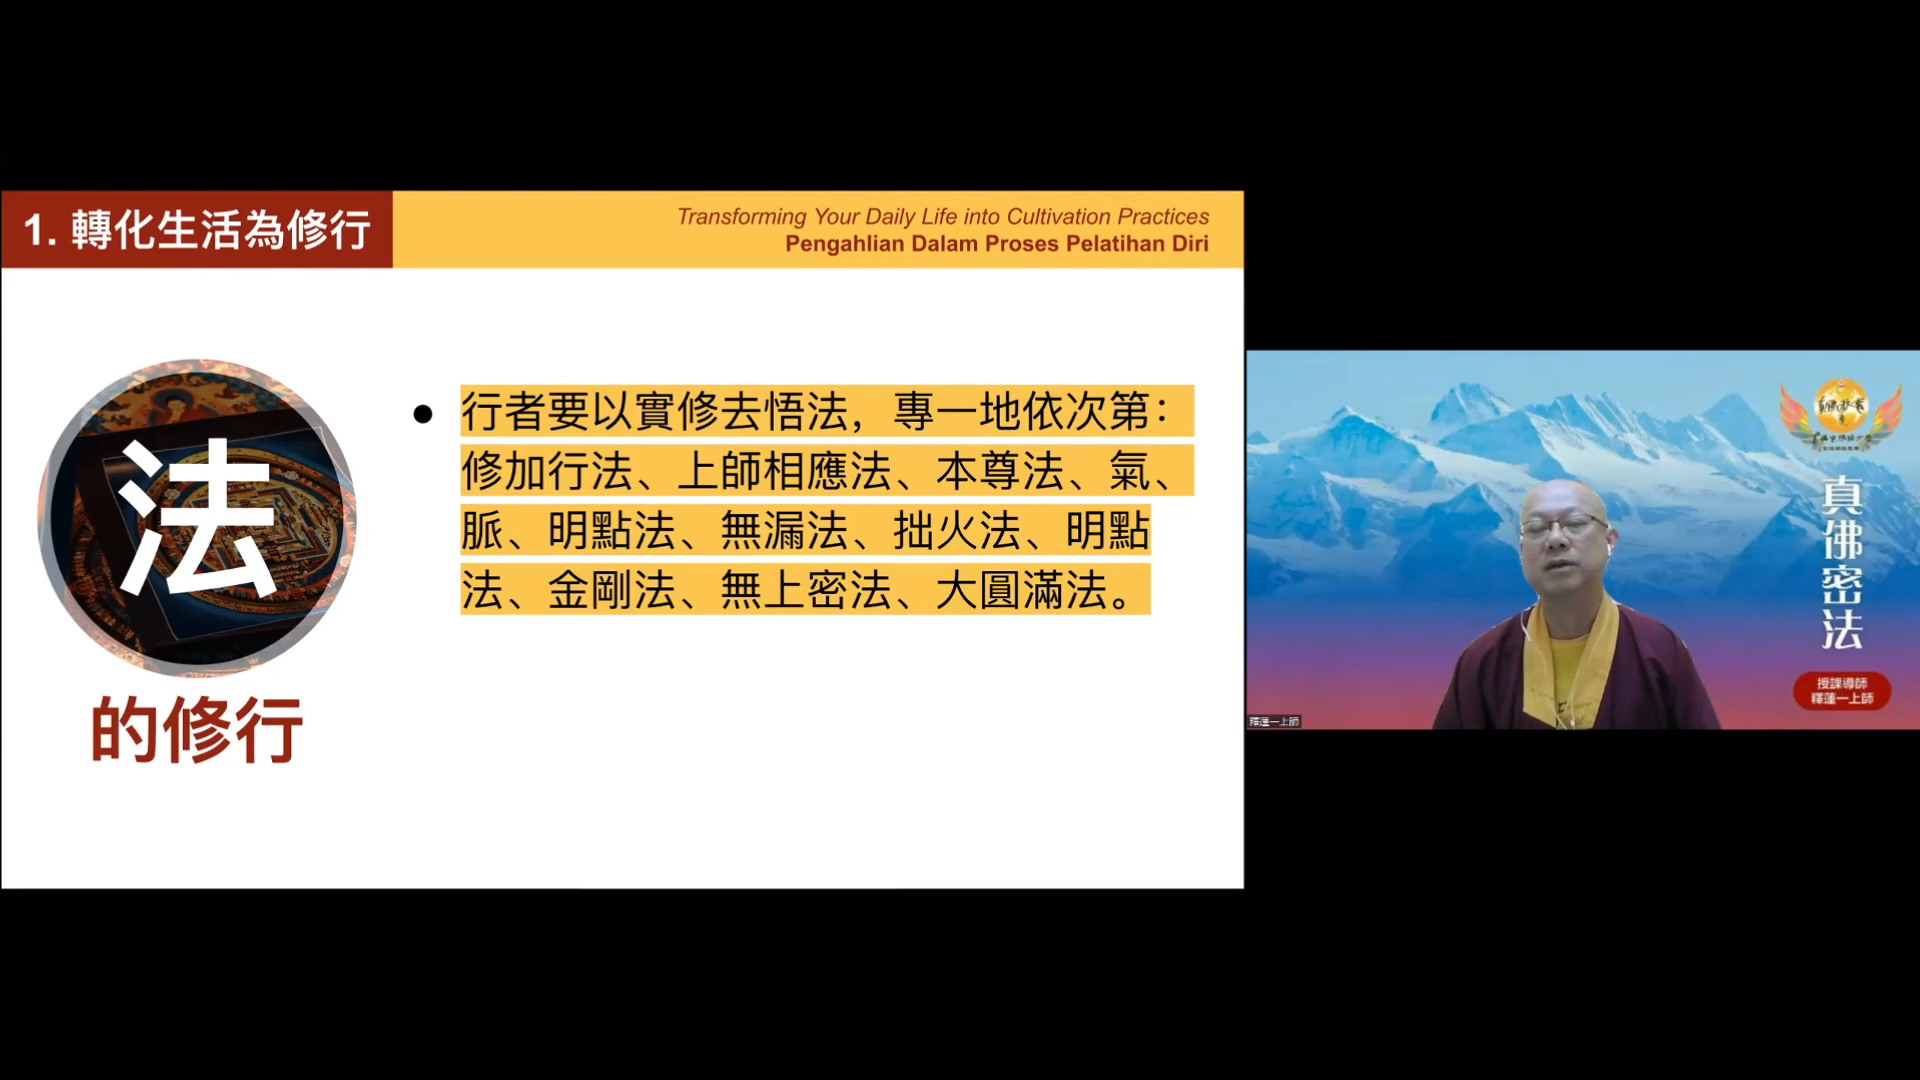 1. 轉化生活為修行
Transforming Your Daily Life into Cultivation Practices
Pengahlian Dalam Proses Pelatihan Diri
法
的修行
• 行者要以實修去悟法，專一地依次第：
修加行法、上師相應法、本尊法、氣、
脈、明點法、無漏法、拙火法、明點
法、金剛法、無上密法、大圓滿法。
真佛密法
授課導師
釋蓮一上師
釋蓮一上師